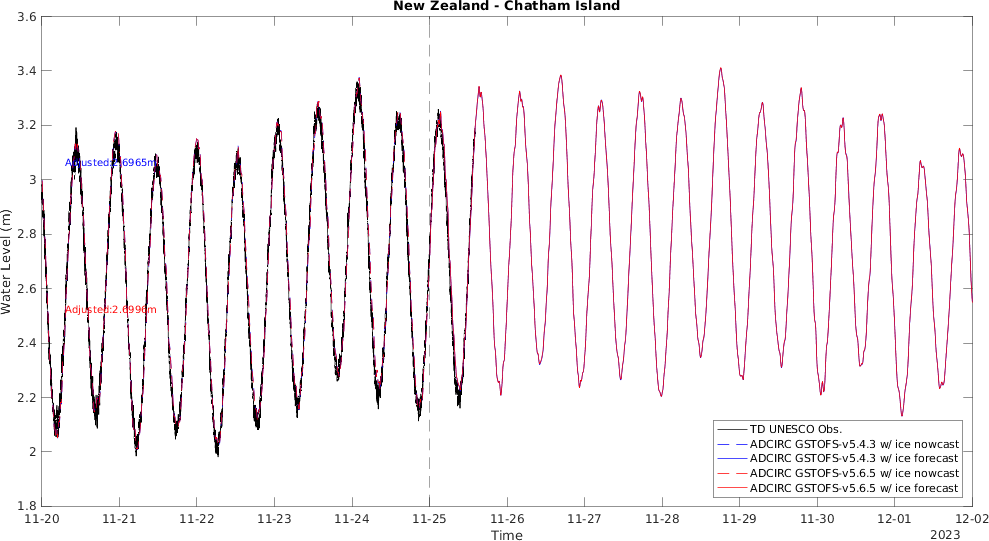 New Zealand - Chatham Island
3.6
3.4
3.2
3
2.8
2.6
2.4
2.2
2
1.8
Water Level (m)
Adjusted:2.6965m
Adjusted:2.6996m
TD UNESCO Obs.
ADCIRC GSTOFS-v5.4.3 w/ ice nowcast
ADCIRC GSTOFS-v5.4.3 w/ ice forecast
ADCIRC GSTOFS-v5.6.5 w/ ice nowcast
ADCIRC GSTOFS-v5.6.5 w/ ice forecast
11-20 11-21 11-22 11-23 11-24 11-25 11-26 11-27 11-28 11-29 11-30 12-01 12-02
Time
2023